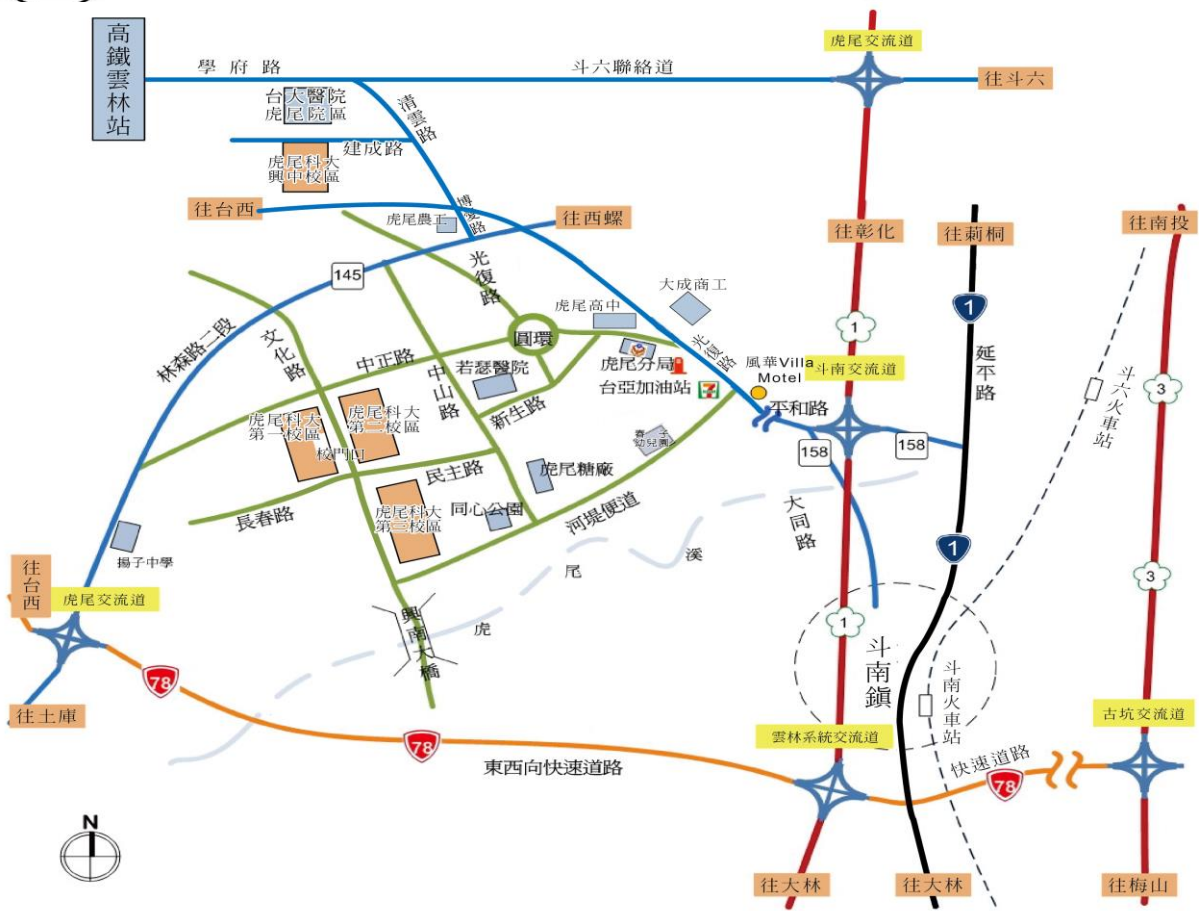 高鐵雲林站
學府路
斗六聯絡道
虎尾交流道
往斗六
台大醫院
虎尾院區
清雲路
建成路
虎尾科大
興中校區
往台西
虎尾農工
博愛路
往西螺
往彰化
往莿桐
往南投
145
光復路
大成商工
1
虎尾高中
1
林森路二段
文化路
中正路
圓環
中山路
若瑟醫院
虎尾分局
台亞加油站
光復路
風華Villa
Motel
斗南交流道
延平路
斗六火車站
3
新生路
平和路
虎尾科大
第一校區
校門口
虎尾科大
第二校區
158
158
民主路
虎尾糖廠
幼兒園
長春路
虎尾科大
第三校區
同心公園
河堤便道
大同路
揚子中學
虎尾溪
1
3
往台西
虎尾交流道
1
興南大橋
斗南鎮
斗南火車站
78
往土庫
78
東西向快速道路
雲林系統交流道
快速道路
78
古坑交流道
N
往大林
往大林
往梅山